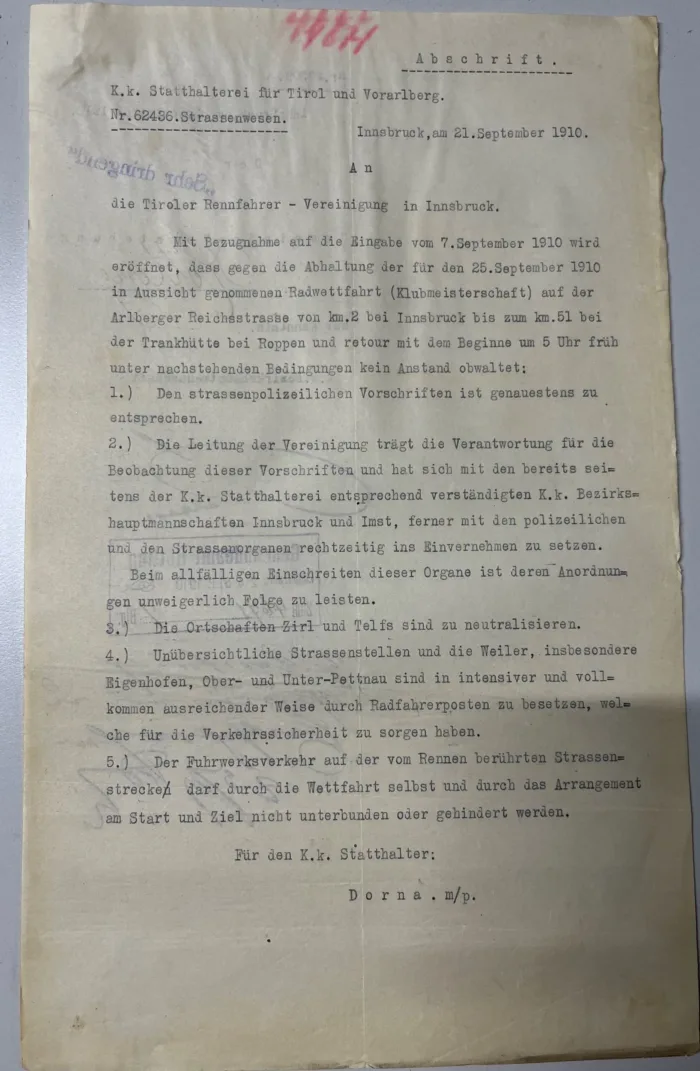 A b s c h r i f t .
K.k. Statthalterei für Tirol und Vorarlberg.
Nr.62436.Strassenwesen.
Innsbruck,am 21.September 1910.
„Sehr dringend“
A n
die Tiroler Rennfahrer - Vereinigung in Innsbruck.
Mit Bezugnahme auf die Eingabe vom 7.September 1910 wird
eröffnet, dass gegen die Abhaltung der für den 25.September 1910
in Aussicht genommenen Radwettfahrt (Klubmeisterschaft) auf der
Arlberger Reichsstrasse von km.2 bei Innsbruck bis zum km.51 bei
der Trankhütte bei Roppen und retour mit dem Beginne um 5 Uhr früh
unter nachstehenden Bedingungen kein Anstand obwaltet:
1.) Den strassenpolizeilichen Vorschriften ist genauestens zu
entsprechen.
2.) Die Leitung der Vereinigung trägt die Verantwortung für die
Beobachtung dieser Vorschriften und hat sich mit den bereits sei=
tens der K.k. Statthalterei entsprechend verständigten K.k. Bezirks=
hauptmannschaften Innsbruck und Imst, ferner mit den polizeilichen
und den Strassenorganen rechtzeitig ins Einvernehmen zu setzen.
Beim allfälligen Einschreiten dieser Organe ist deren Anordnun=
gen unweigerlich Folge zu leisten.
3.) Die Ortschaften Zirl und Telfs sind zu neutralisieren.
4.) Unübersichtliche Strassenstellen und die Weiler, insbesondere
Eigenhofen, Ober- und Unter-Pettnau sind in intensiver und voll=
kommen ausreichender Weise durch Radfahrerposten zu besetzen, wel=
che für die Verkehrssicherheit zu sorgen haben.
5.) Der Fuhrwerksverkehr auf der vom Rennen berührten Strassen=
strecke darf durch die Wettfahrt selbst und durch das Arrangement
am Start und Ziel nicht unterbunden oder gehindert werden.
Für den K.k. Statthalter:
D o r n a . m/p.